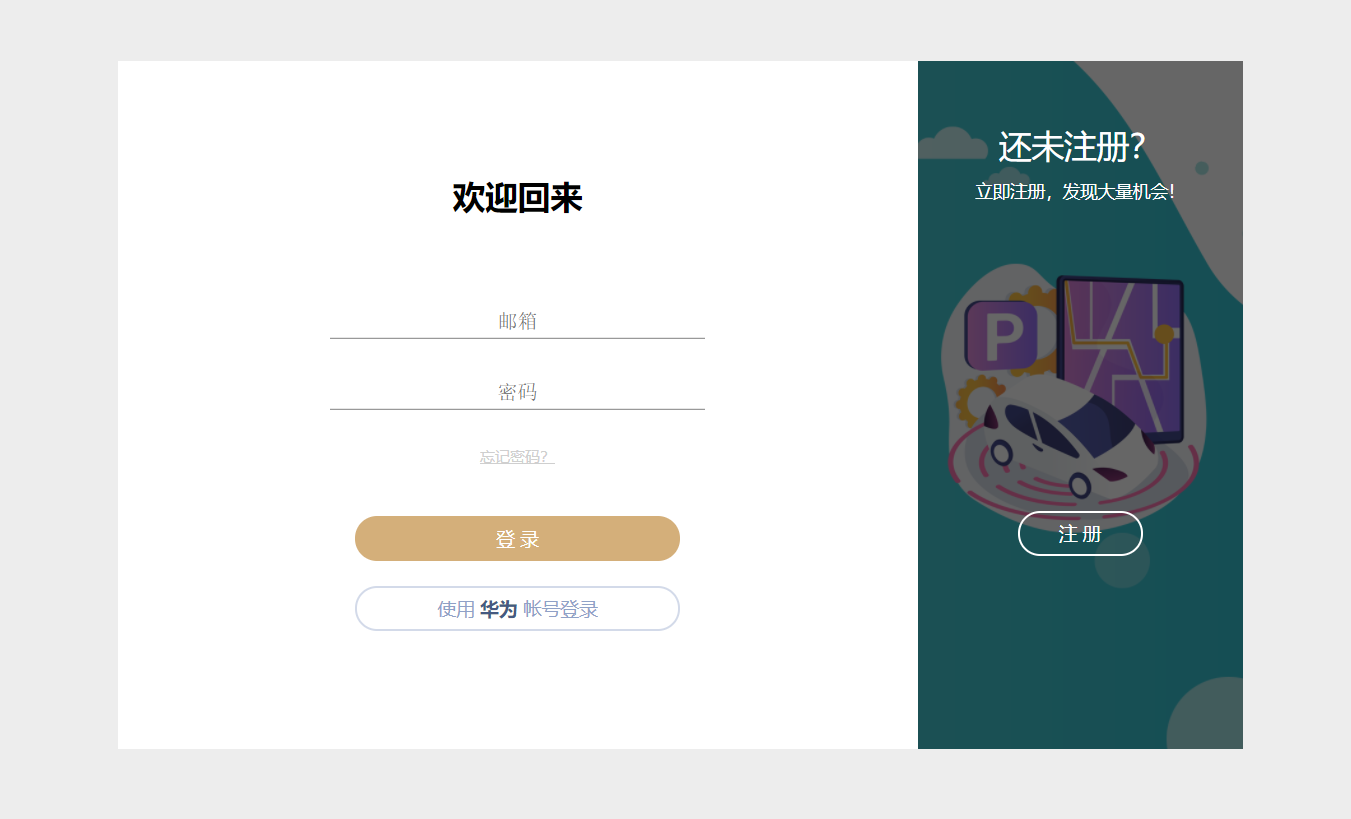 欢迎回来
邮箱
密码
忘记密码？
登录
使用 华为 帐号登录
还未注册？
立即注册，发现大量机会！
P
注册